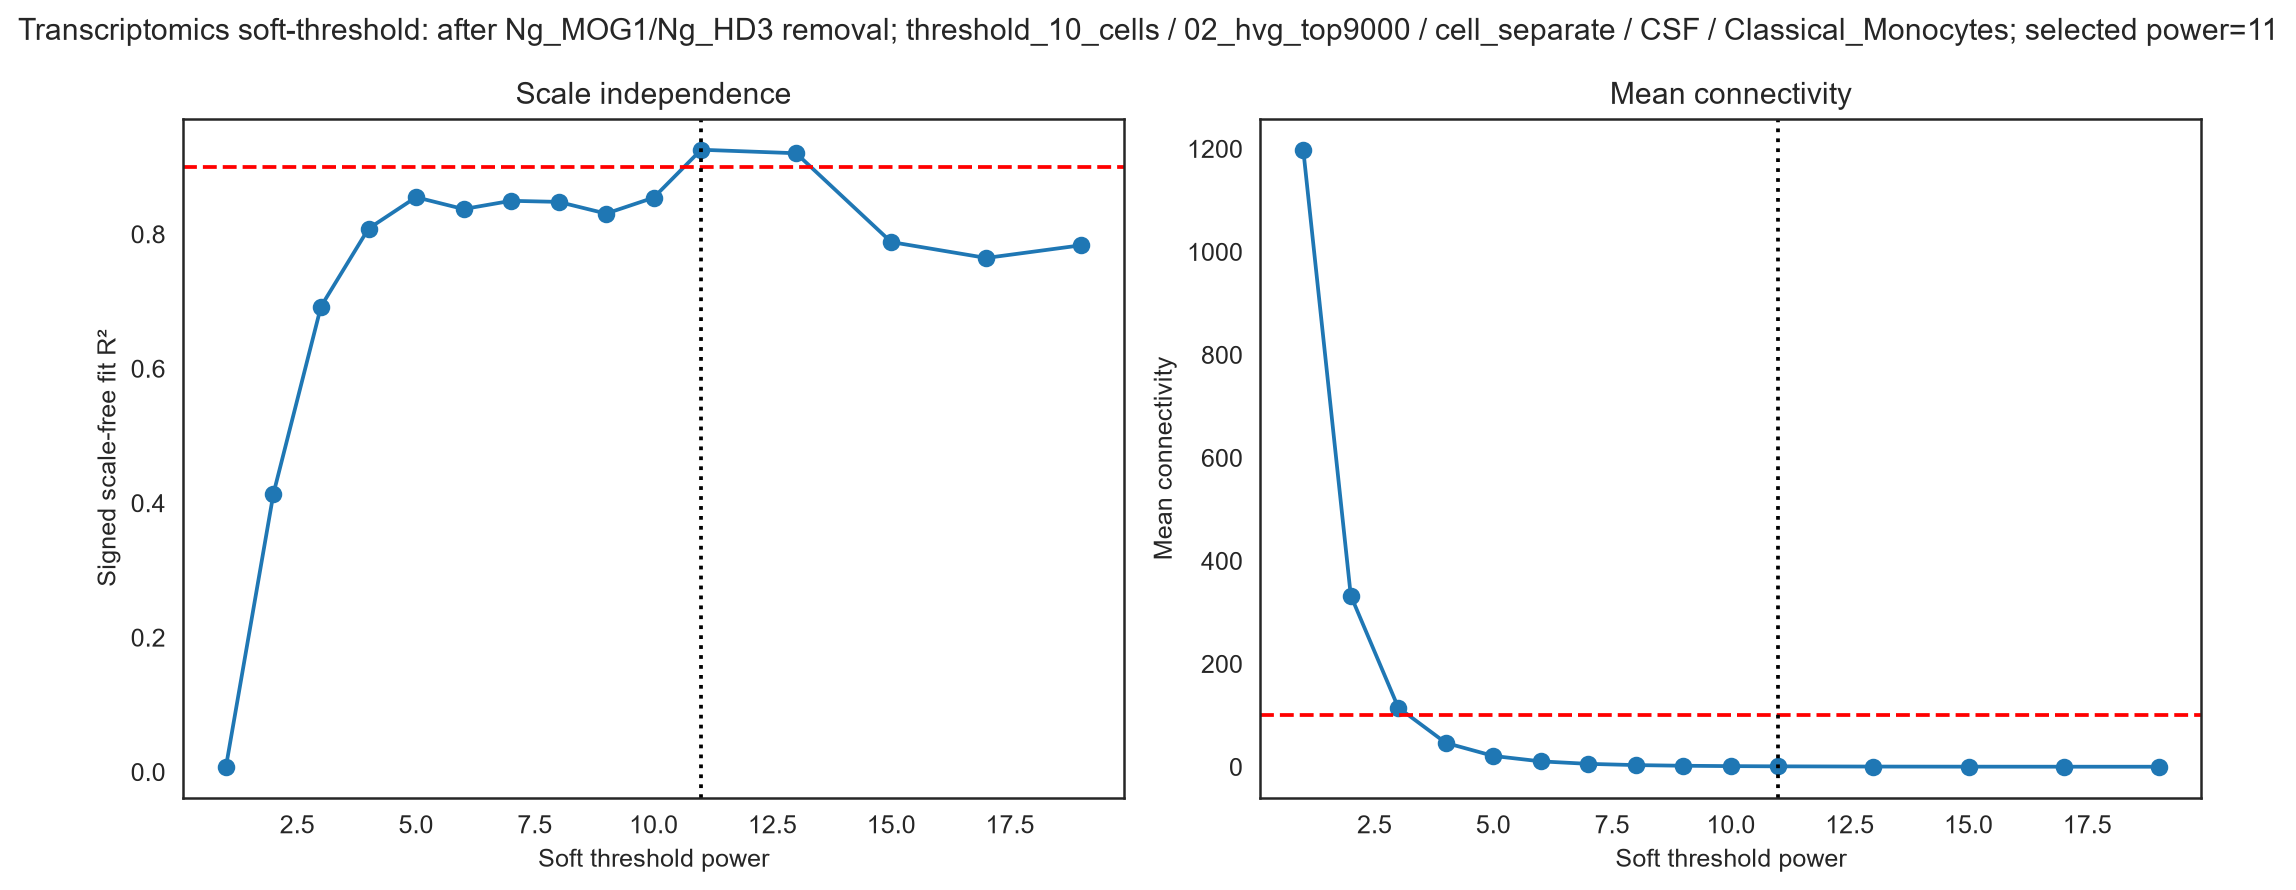 Transcriptomics soft-threshold: after Ng_MOG1/Ng_HD3 removal; threshold_10_cells / 02_hvg_top9000 / cell_separate / CSF / Classical_Monocytes; selected power=11
Scale independence
Signed scale-free fit R²
0.8
0.6
0.4
0.2
0.0
2.5 5.0 7.5 10.0 12.5 15.0 17.5
Soft threshold power
Mean connectivity
Mean connectivity
1200
1000
800
600
400
200
0
2.5 5.0 7.5 10.0 12.5 15.0 17.5
Soft threshold power